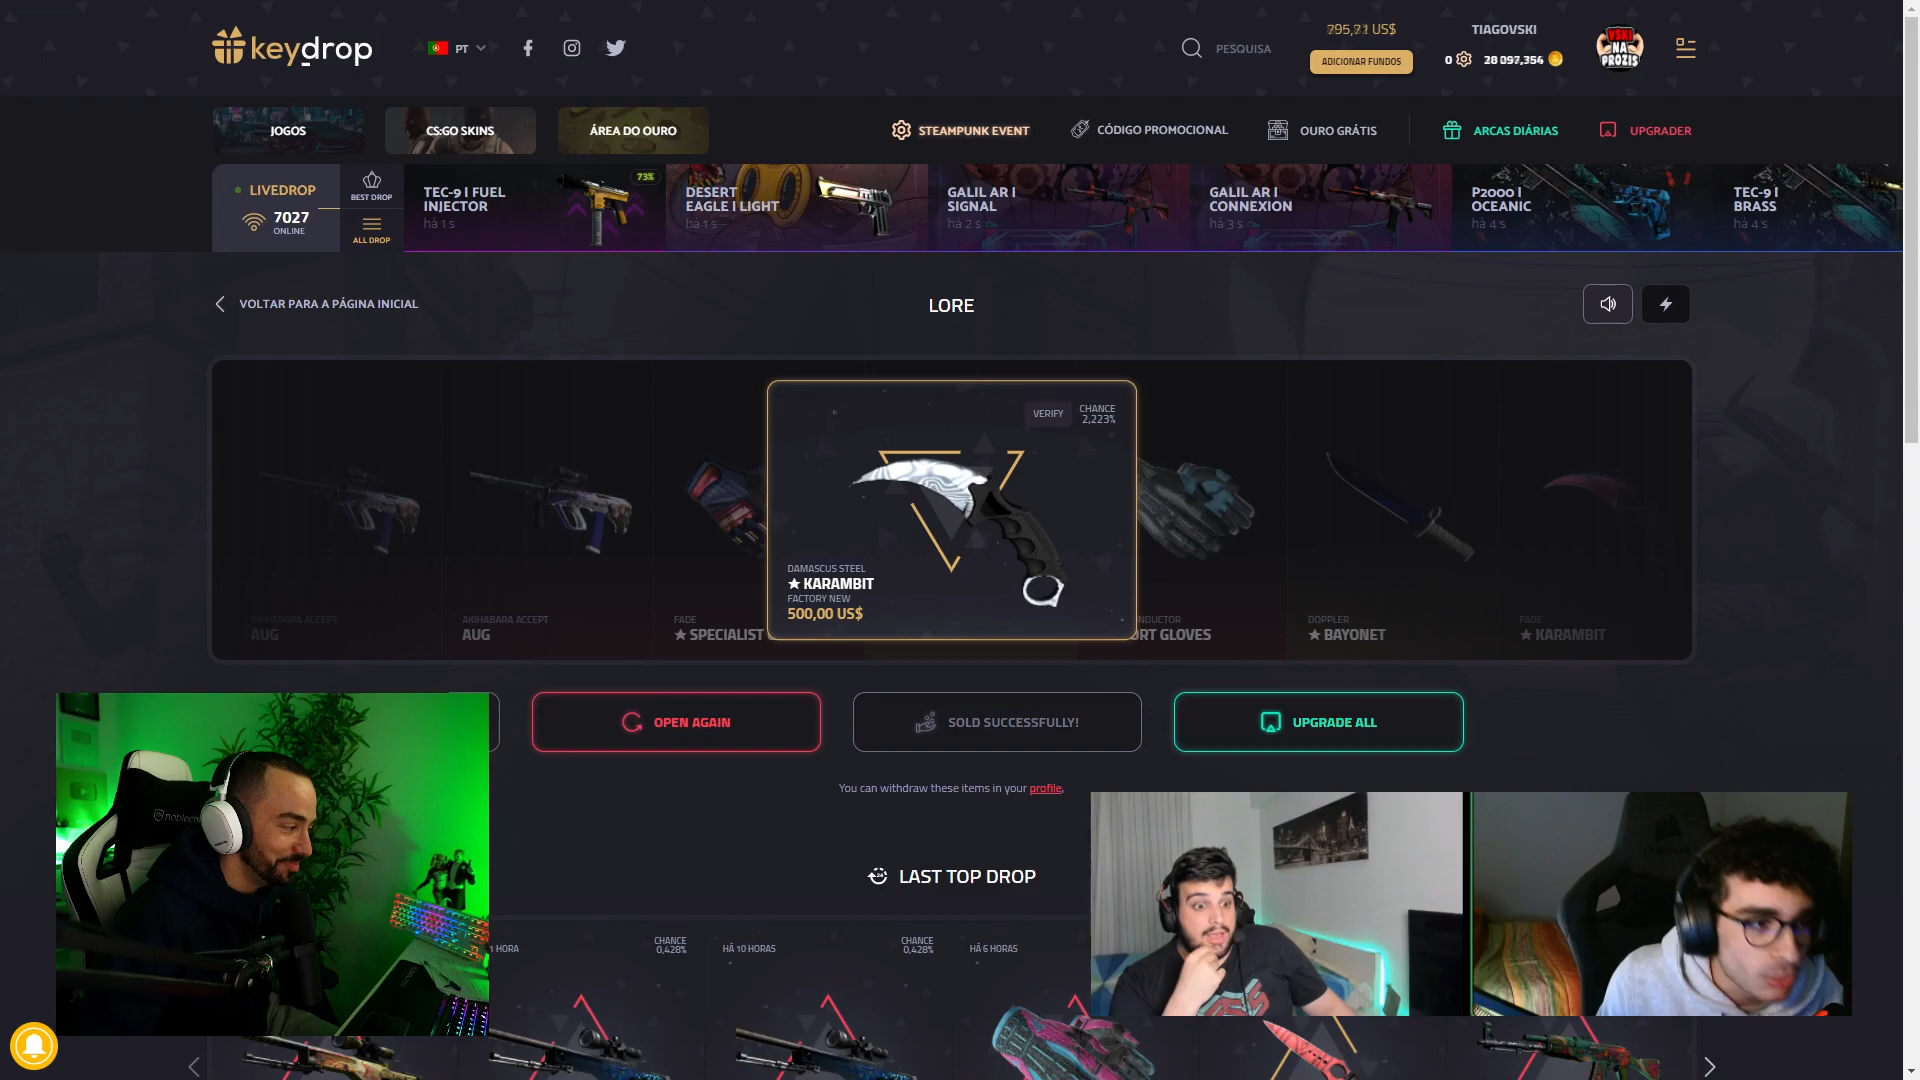 keydrop
PT
PESQUISA
795,71 US$
ADICIONAR FUNDOS
TIAGOVSKI
0
28 097,354
VSKI
NA
PROZIS
JOGOS
CS:GO SKINS
ÁREA DO OURO
STEAMPUNK EVENT
CÓDIGO PROMOCIONAL
OURO GRÁTIS
ARCAS DIÁRIAS
UPGRADER
LIVEDROP
7027
ONLINE
BEST DROP
ALL DROP
TEC-9 | FUEL
INJECTOR
há 1 s
73%
DESERT
EAGLE | LIGHT
há 1 s
GALIL AR |
SIGNAL
há 2 s
GALIL AR |
CONNEXION
há 3 s
P2000 |
OCEANIC
há 4 s
TEC-9 |
BRASS
há 4 s
VOLTAR PARA A PÁGINA INICIAL
LORE
VERIFY
CHANCE
2,223%
DAMASCUS STEEL
★ KARAMBIT
FACTORY NEW
500,00 US$
AKIHABARA ACCEPT
AUG
AKIHABARA ACCEPT
AUG
FADE
★ SPECIALIST G
NDUCTOR
ORT GLOVES
DOPPLER
★ BAYONET
FADE
★ KARAMBIT
OPEN AGAIN
SOLD SUCCESSFULLY!
UPGRADE ALL
You can withdraw these items in your profile.
LAST TOP DROP
1 HORA
CHANCE
0,428%
HÁ 10 HORAS
CHANCE
0,428%
HÁ 6 HORAS